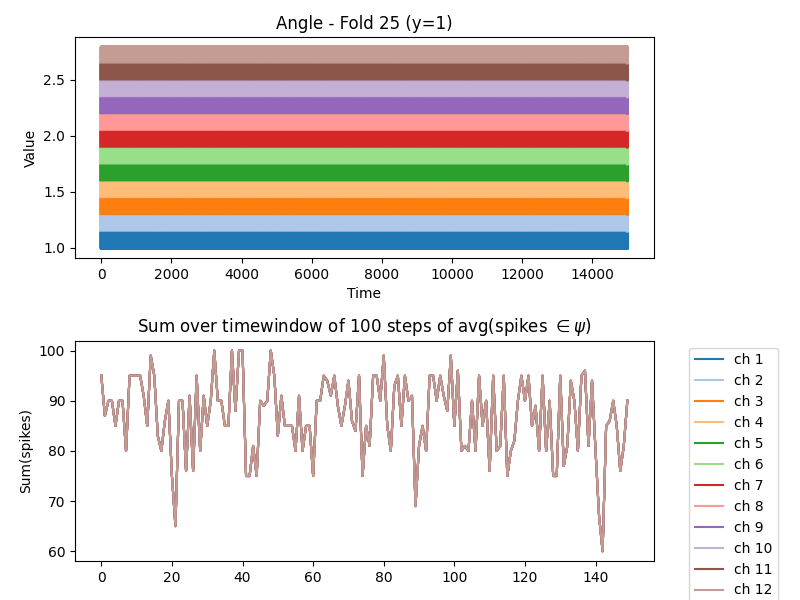 Angle - Fold 25 (y=1)
Value
2.5
2.0
1.5
1.0
0 2000 4000 6000 8000 10000 12000 14000
Time
Sum over timewindow of 100 steps of avg(spikes ∈ ψ)
Sum(spikes)
100
90
80
70
60
0 20 40 60 80 100 120 140
ch 1
ch 2
ch 3
ch 4
ch 5
ch 6
ch 7
ch 8
ch 9
ch 10
ch 11
ch 12